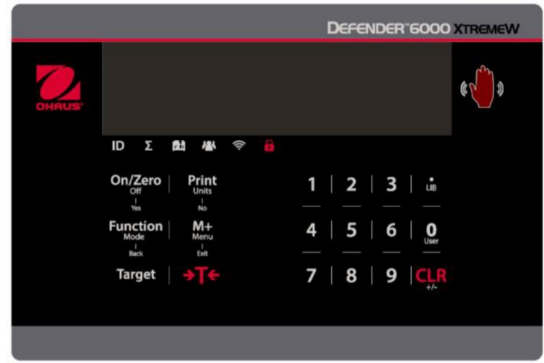 DEFENDER™6000 XTREMEW
OHAUS®
ID Σ
On/Zero Print 1 2 3 .
Off Units LIB
Yes No
Function M+ 4 5 6 0
Mode Menu User
Back Exit
Target →T← 7 8 9 CLR
+/-